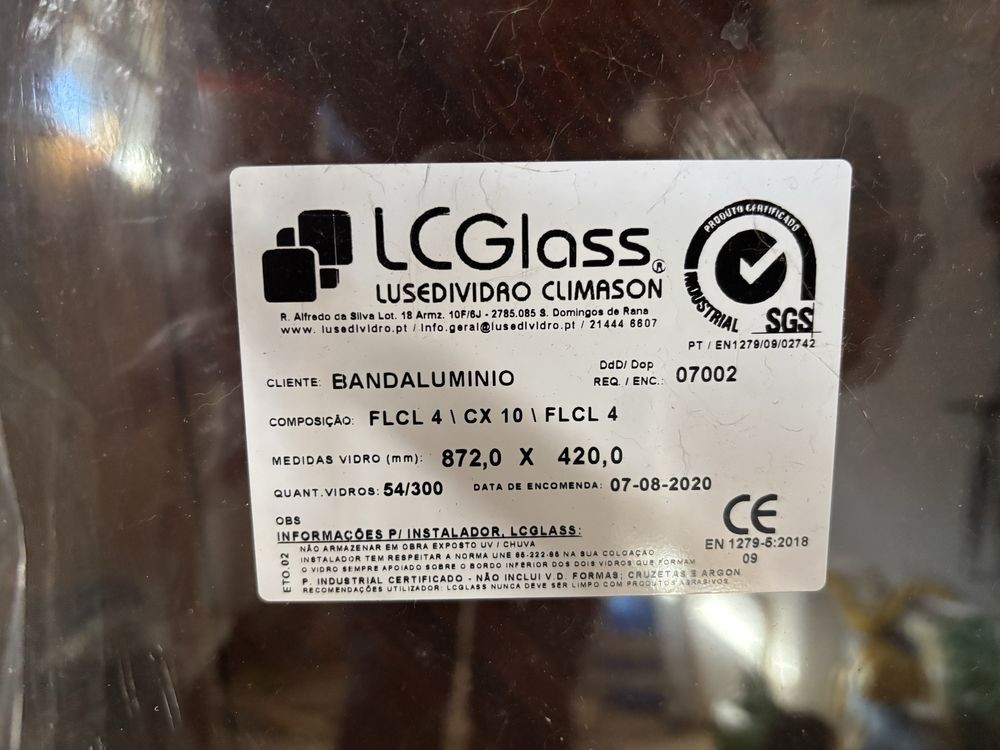 LCGlass®
LUSEDIVIDRO CLIMASON
R. Alfredo da Silva Lot. 18 Armz. 10F/6J - 2785.085 S. Domingos de Rana
www. lusedividro.pt / info.geral@lusedividro.pt / 21444 6607
PRODUTO CERTIFICADO
INDUSTRIAL
SGS
PT / EN1279/09/02742
CLIENTE: BANDALUMINIO
DdD/ Dop
REQ. / ENC.: 07002
COMPOSIÇÃO: FLCL 4 \ CX 10 \ FLCL 4
MEDIDAS VIDRO (mm): 872,0 X 420,0
QUANT.VIDROS: 54/300 DATA DE ENCOMENDA: 07-08-2020
OBS
INFORMAÇÕES P/ INSTALADOR, LCGLASS:
CE
EN 1279-5:2018
09
ETQ.02
NÃO ARMAZENAR EM OBRA EXPOSTO UV / CHUVA
INSTALADOR TEM RESPEITAR A NORMA UNE 85-222-85 NA SUA COLOAÇÃO
O VIDRO SEMPRE APOIADO SOBRE O BORDO INFERIOR DOS DOIS VIDROS QUE FORMAM
P. INDUSTRIAL CERTIFICADO - NÃO INCLUI V.D. FORMAS; CRUZETAS E ARGON
RECOMENDAÇÕES UTILIZADOR: LCGLASS NUNCA DEVE SER LIMPO COM PRODUTOS ABRASIVOS